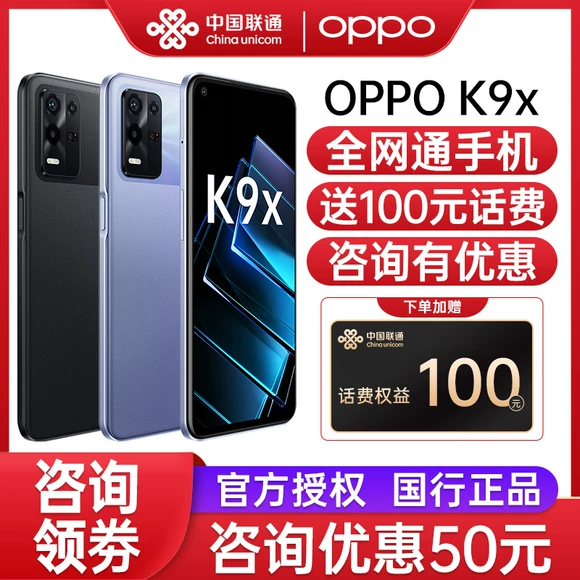 中国联通
China unicom
oppo
OPPO K9x
全网通手机
送100元话费
咨询有优惠
K9x
下单加赠
中国联通
China unicom
话费权益 100元
咨询
领券
官方授权 国行正品
咨询优惠50元